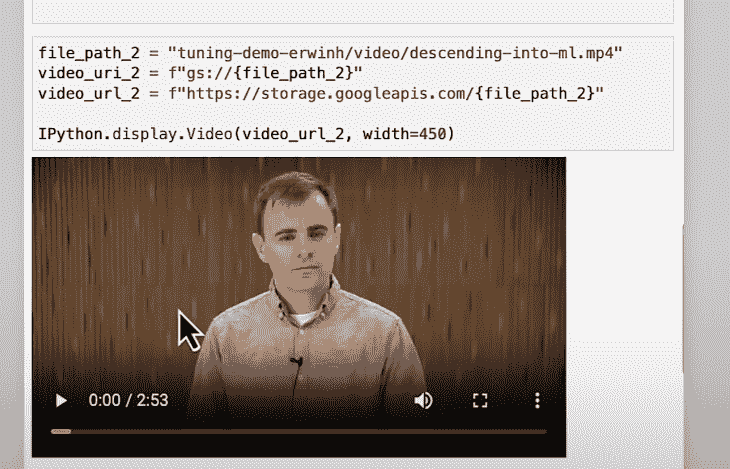 file_path_2 = "tuning-demo-erwinh/video/descending-into-ml.mp4"
video_uri_2 = f"gs://{file_path_2}"
video_url_2 = f"https://storage.googleapis.com/{file_path_2}"
IPython.display.Video(video_url_2, width=450)
0:00 / 2:53